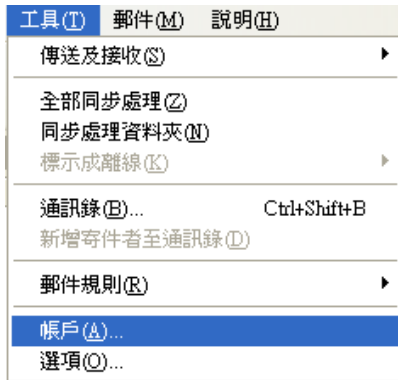 工具(T) 郵件(M) 說明(H)
傳送及接收(S)
全部同步處理(Z)
同步處理資料夾(N)
標示成離線(K)
通訊錄(B)... Ctrl+Shift+B
新增寄件者至通訊錄(D)
郵件規則(R)
帳戶(A)...
選項(O)...